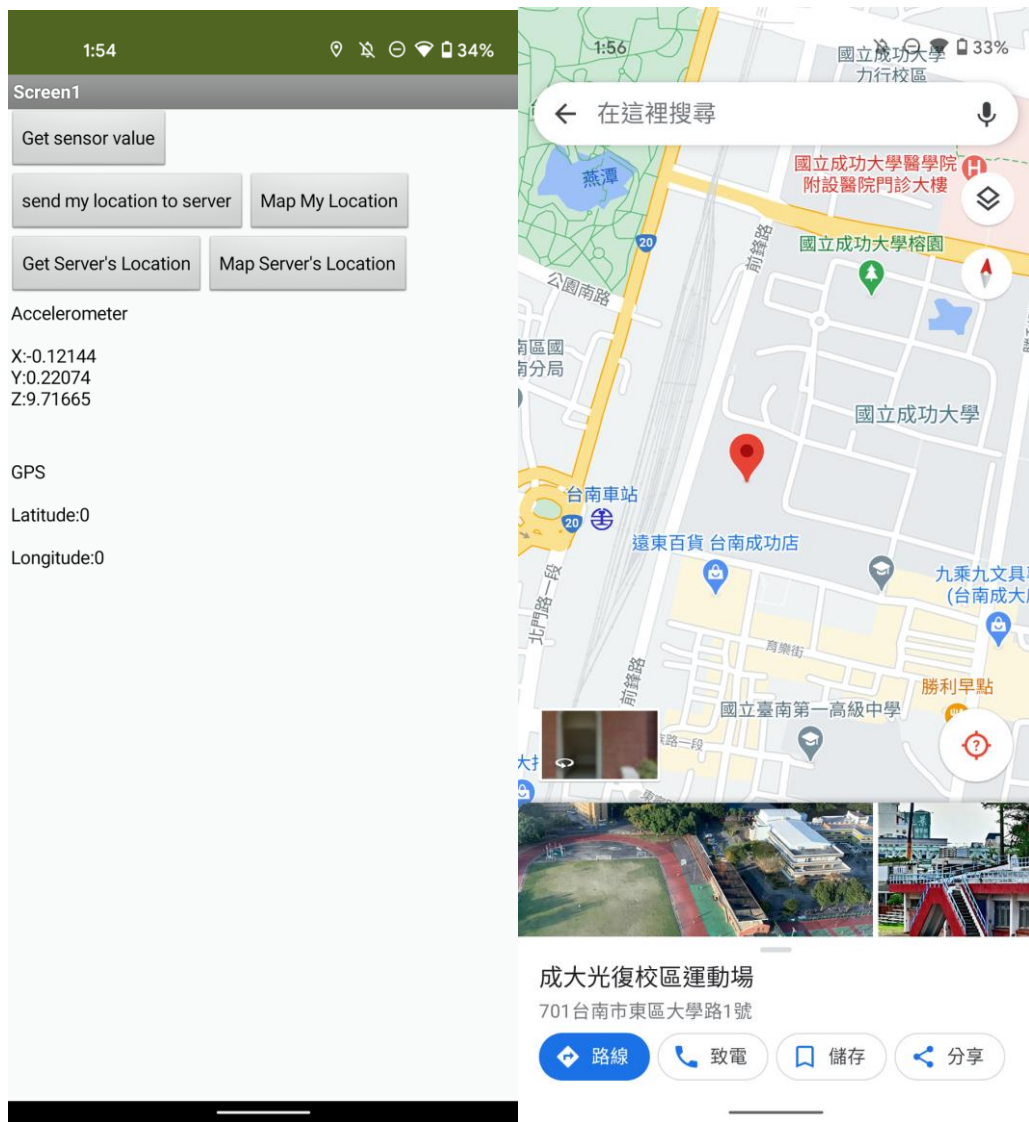 1:54
34%
Screen1
Get sensor value
send my location to server
Map My Location
Get Server's Location
Map Server's Location
Accelerometer
X:-0.12144
Y:0.22074
Z:9.71665
GPS
Latitude:0
Longitude:0
1:56
33%
國立成功大學
力行校區
在這裡搜尋
國立成功大學醫學院
附設醫院門診大樓
H
燕潭
20
前鋒路
國立成功大學榕園
公園南路
南區國
南分局
國立成功大學
台南車站
20
遠東百貨 台南成功店
九乘九文具
(台南成大
北門路一段
育樂街
前鋒路
勝利早點
國立臺南第一高級中學
路一段
成大光復校區運動場
701台南市東區大學路1號
路線
致電
儲存
分享